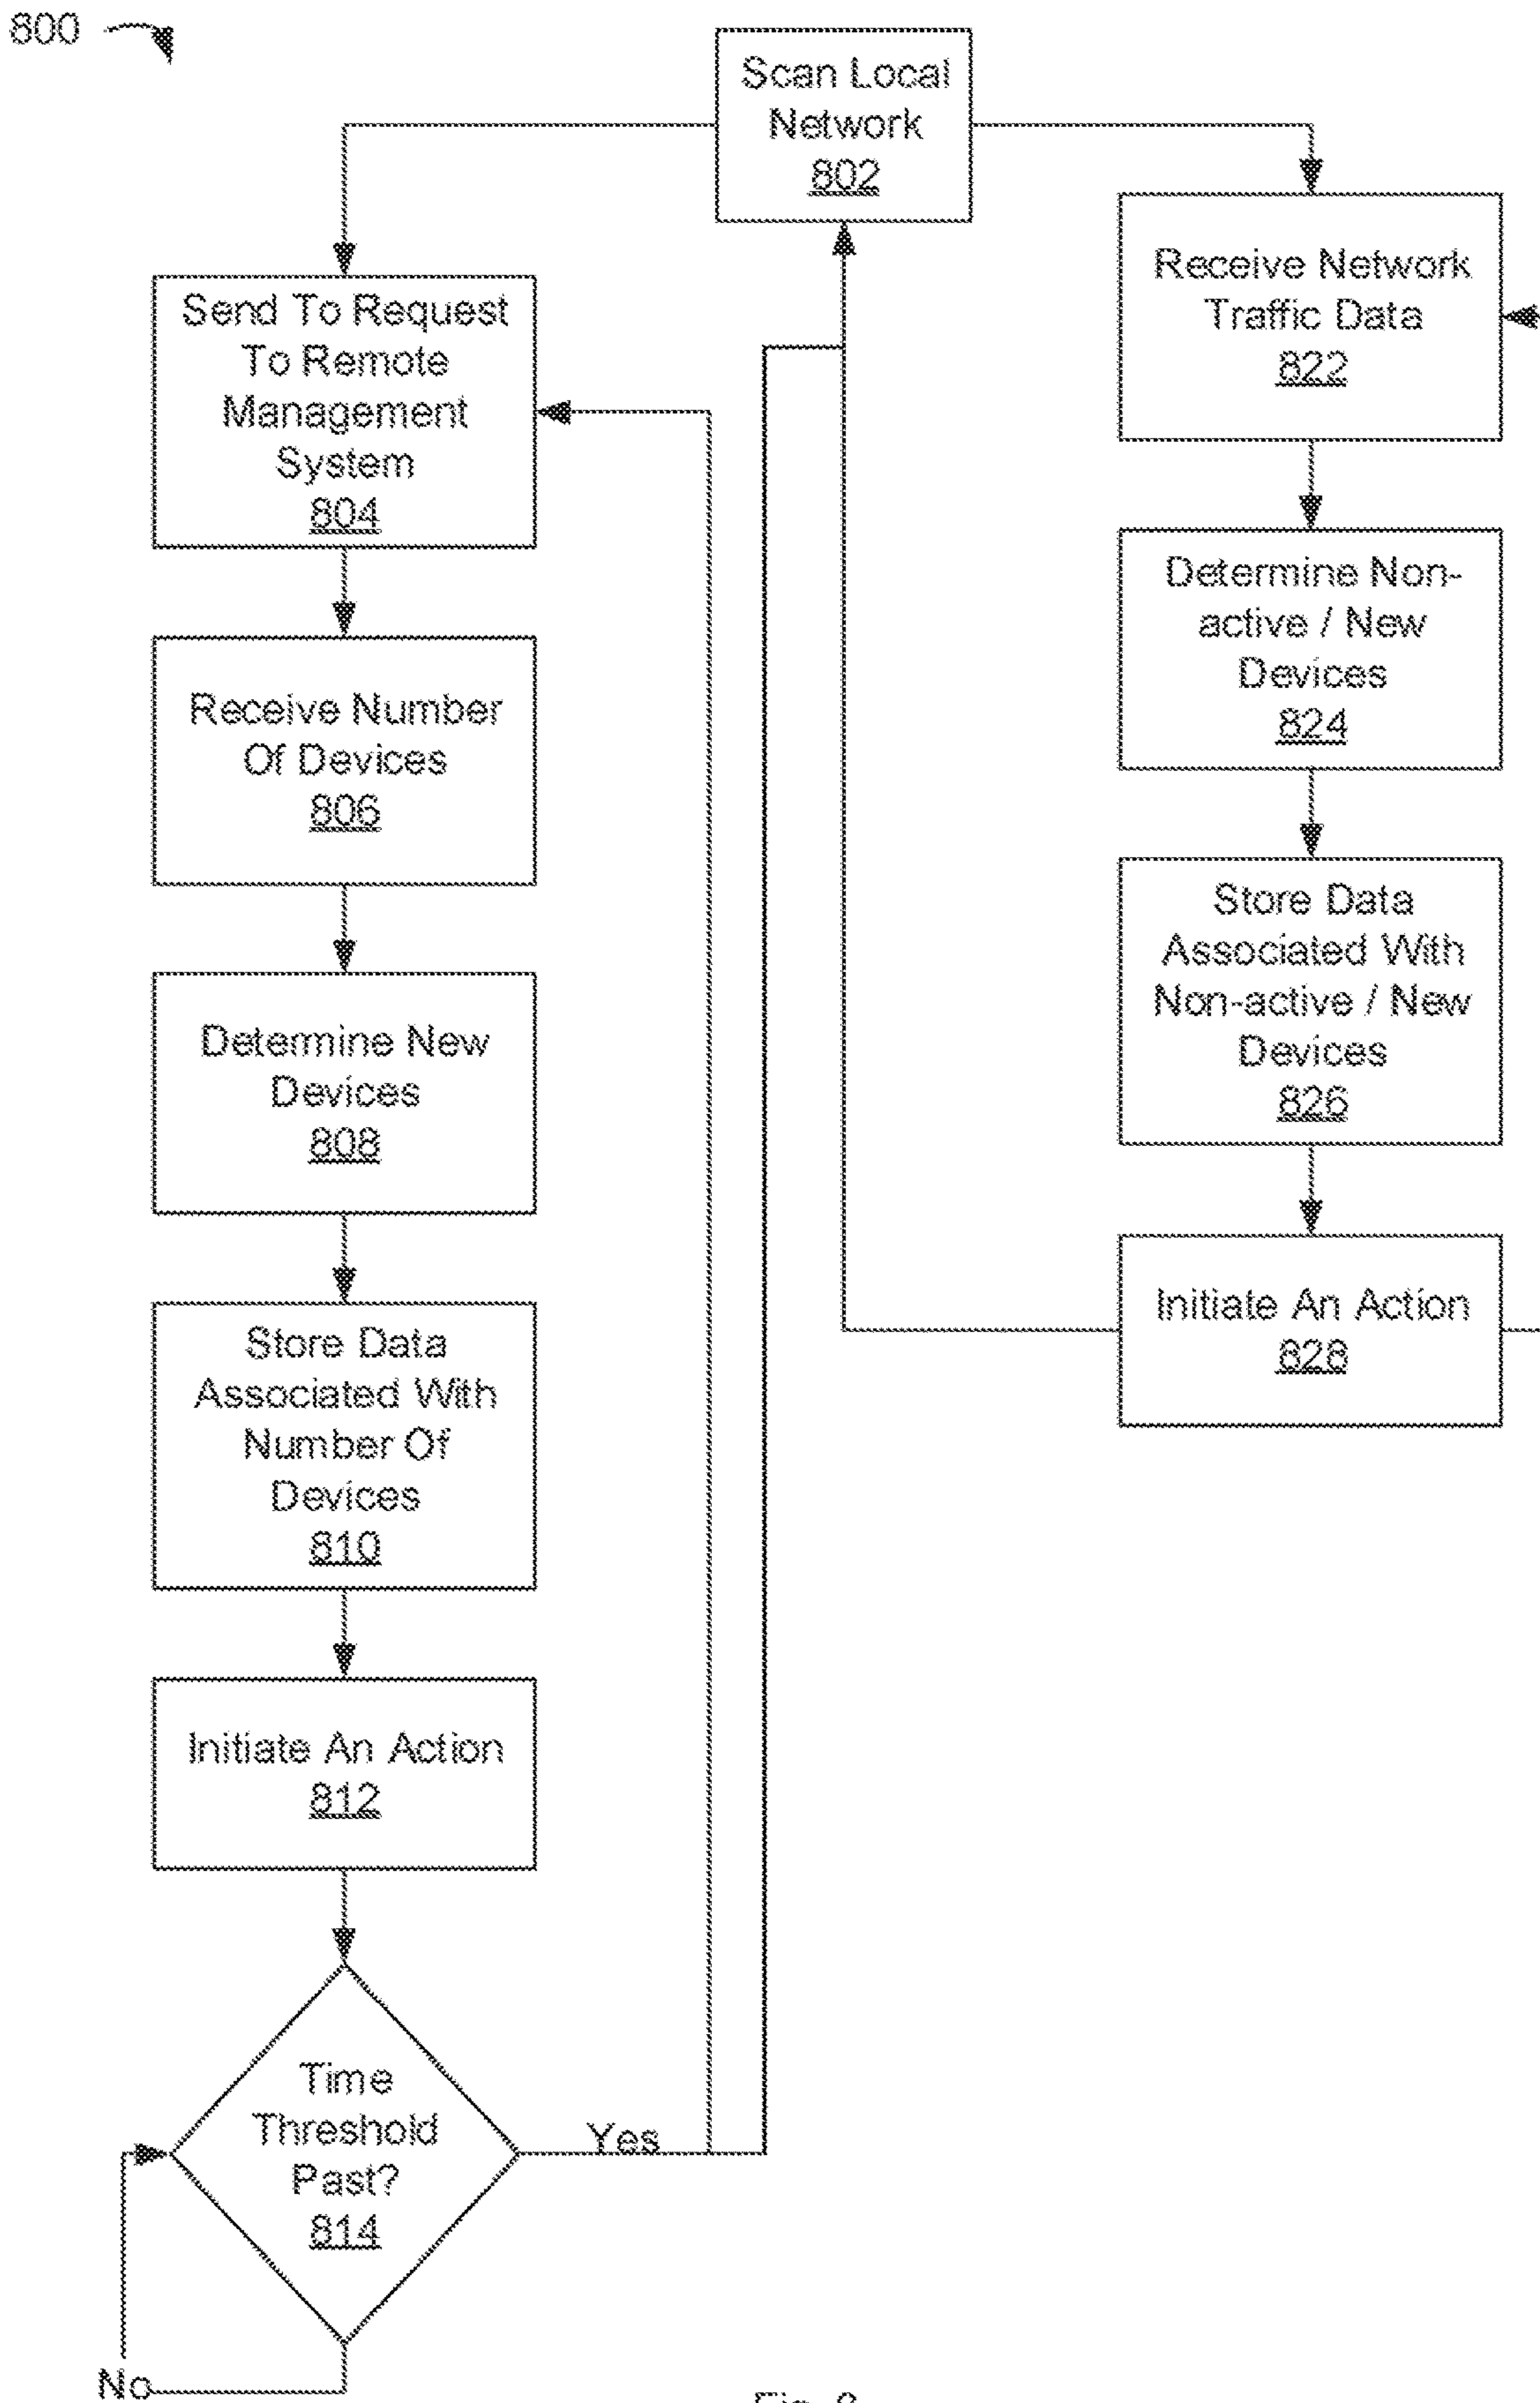 800
Scan Local
Network
802
Send To Request
To Remote
Management
System
804
Receive Number
Of Devices
806
Determine New
Devices
808
Store Data
Associated With
Number Of
Devices
810
Initiate An Action
812
Time
Threshold
Past?
814
Yes
No
Receive Network
Traffic Data
822
Determine Non-
active / New
Devices
824
Store Data
Associated With
Non-active / New
Devices
826
Initiate An Action
828